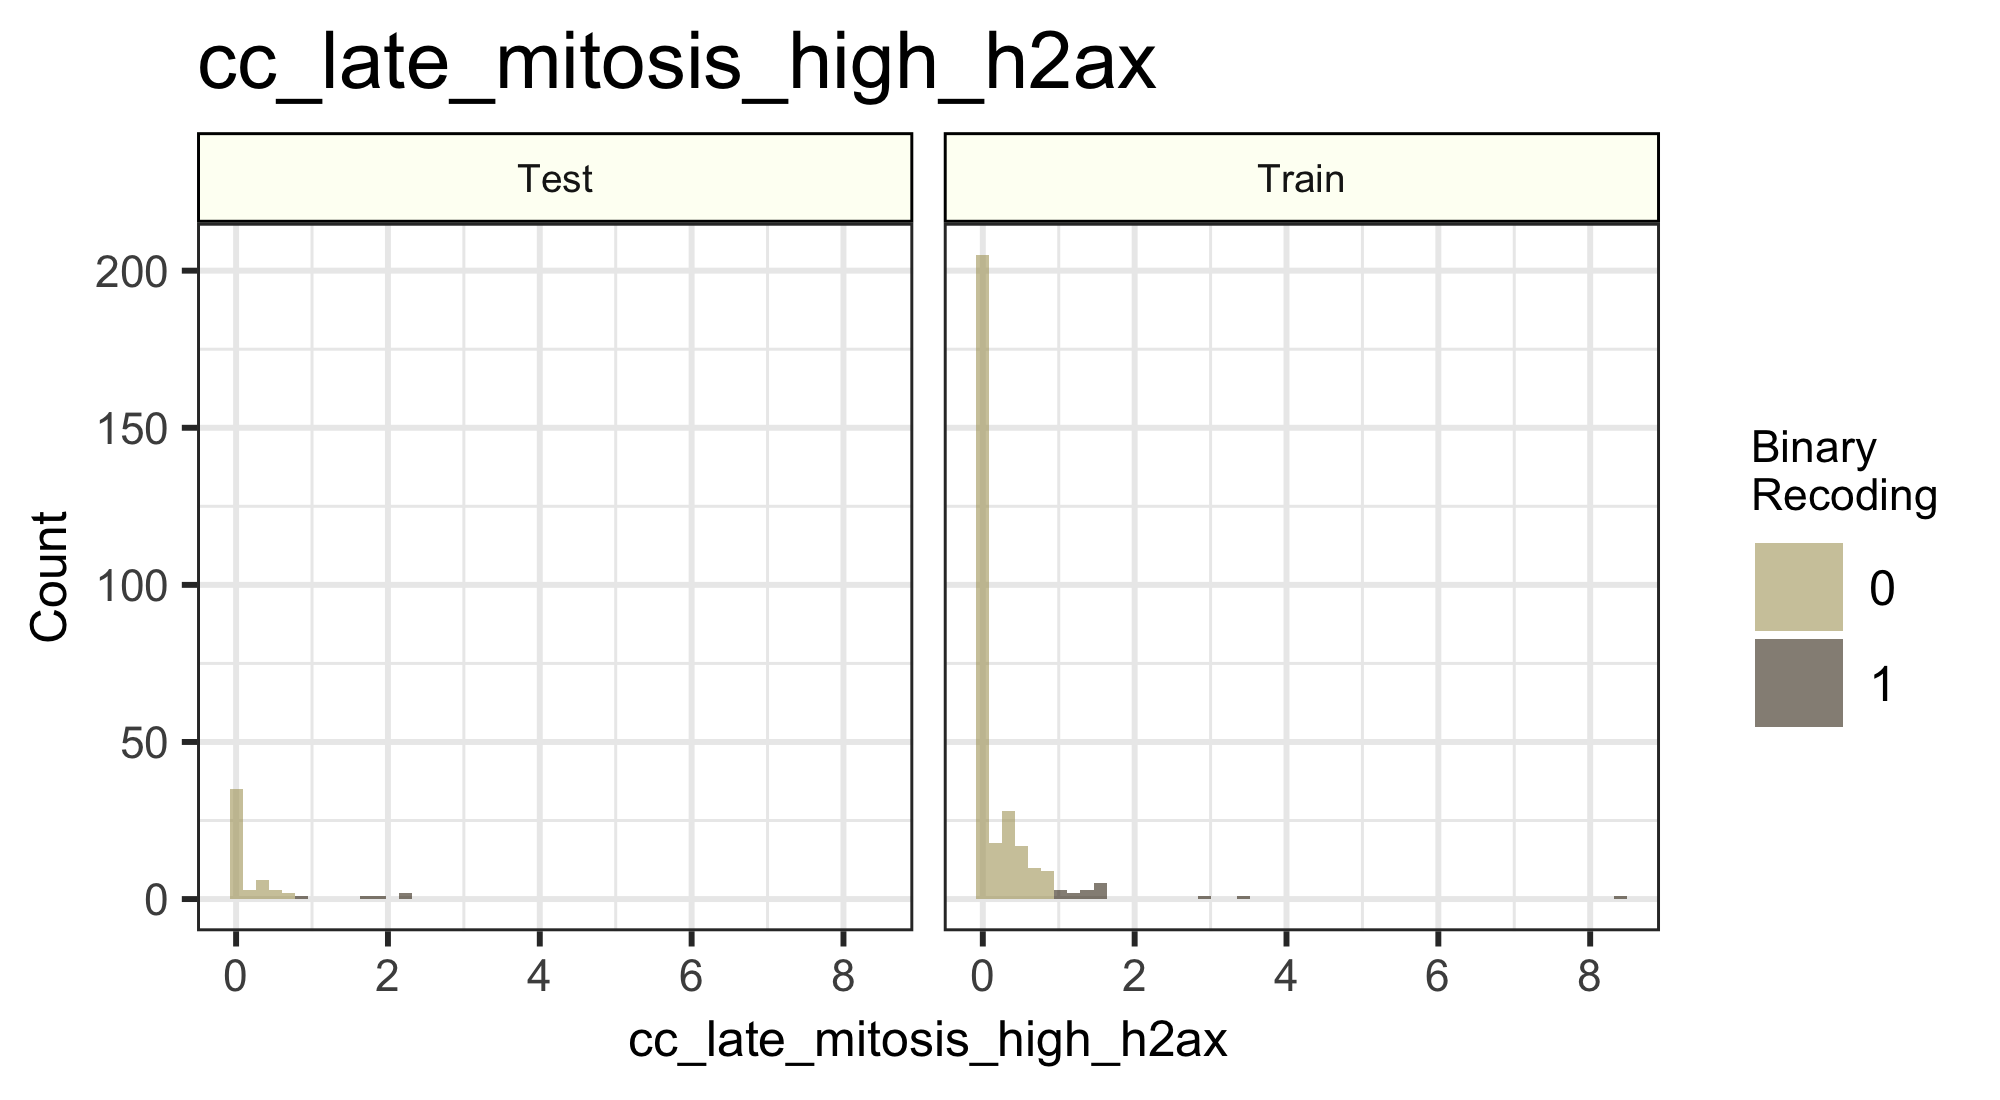 cc_late_mitosis_high_h2ax
Test
Train
200
150
100
50
0
Count
0 2 4 6 8
0 2 4 6 8
cc_late_mitosis_high_h2ax
Binary
Recoding
0
1